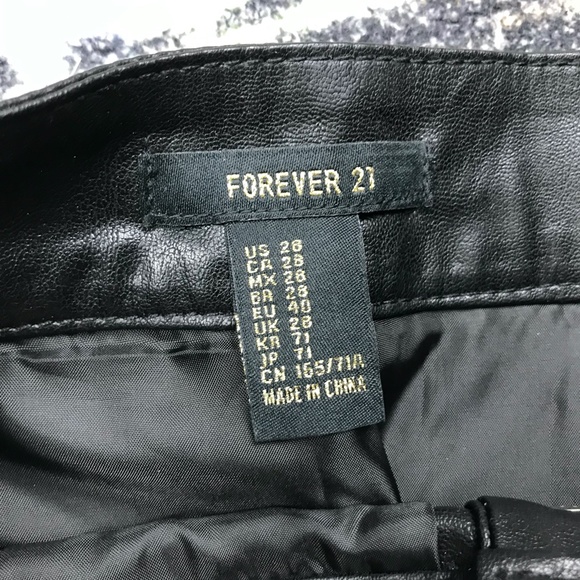 FOREVER 21
US 28
CA 28
MX 28
BR 28
EU 40
UK 28
KR 71
JP 71
CN 165/71A
MADE IN CHINA